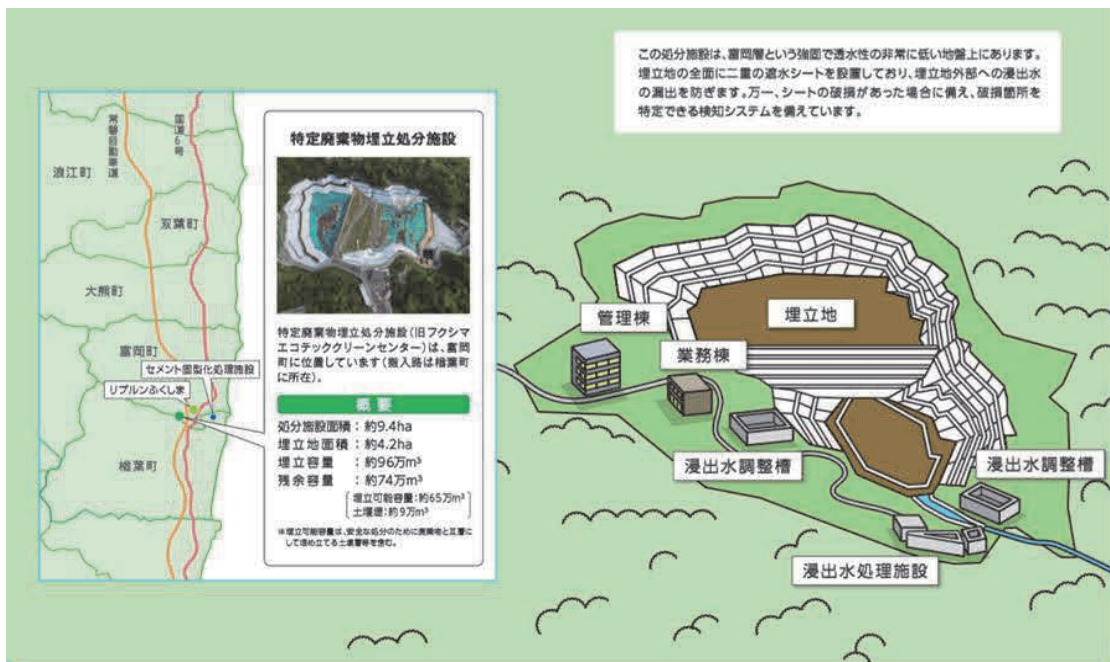 この処分施設は、富岡層という強固で透水性の非常に低い地盤上にあります。
埋立地の全面に二重の遮水シートを設置しており、埋立地外部への浸出水
の漏出を防ぎます。万一、シートの破損があった場合に備え、破損箇所を
特定できる検知システムを備えています。
常磐自動車道
国道6号
浪江町
双葉町
大熊町
富岡町
セメント固型化処理施設
リプルンふくしま
楢葉町
特定廃棄物埋立処分施設
特定廃棄物埋立処分施設(旧フクシマ
エコテッククリーンセンター)は、富岡
町に位置しています(搬入路は楢葉町
に所在)。
概要
処分施設面積：約9.4ha
埋立地面積：約4.2ha
埋立容量：約96万m³
残余容量：約74万m³
埋立可能容量：約65万m³
土堰堤：約9万m³
※埋立可能容量は、安全な処分のために廃棄物と互層に
して埋め立てる土壌層等を含む。
管理棟
業務棟
埋立地
浸出水調整槽
浸出水調整槽
浸出水処理施設